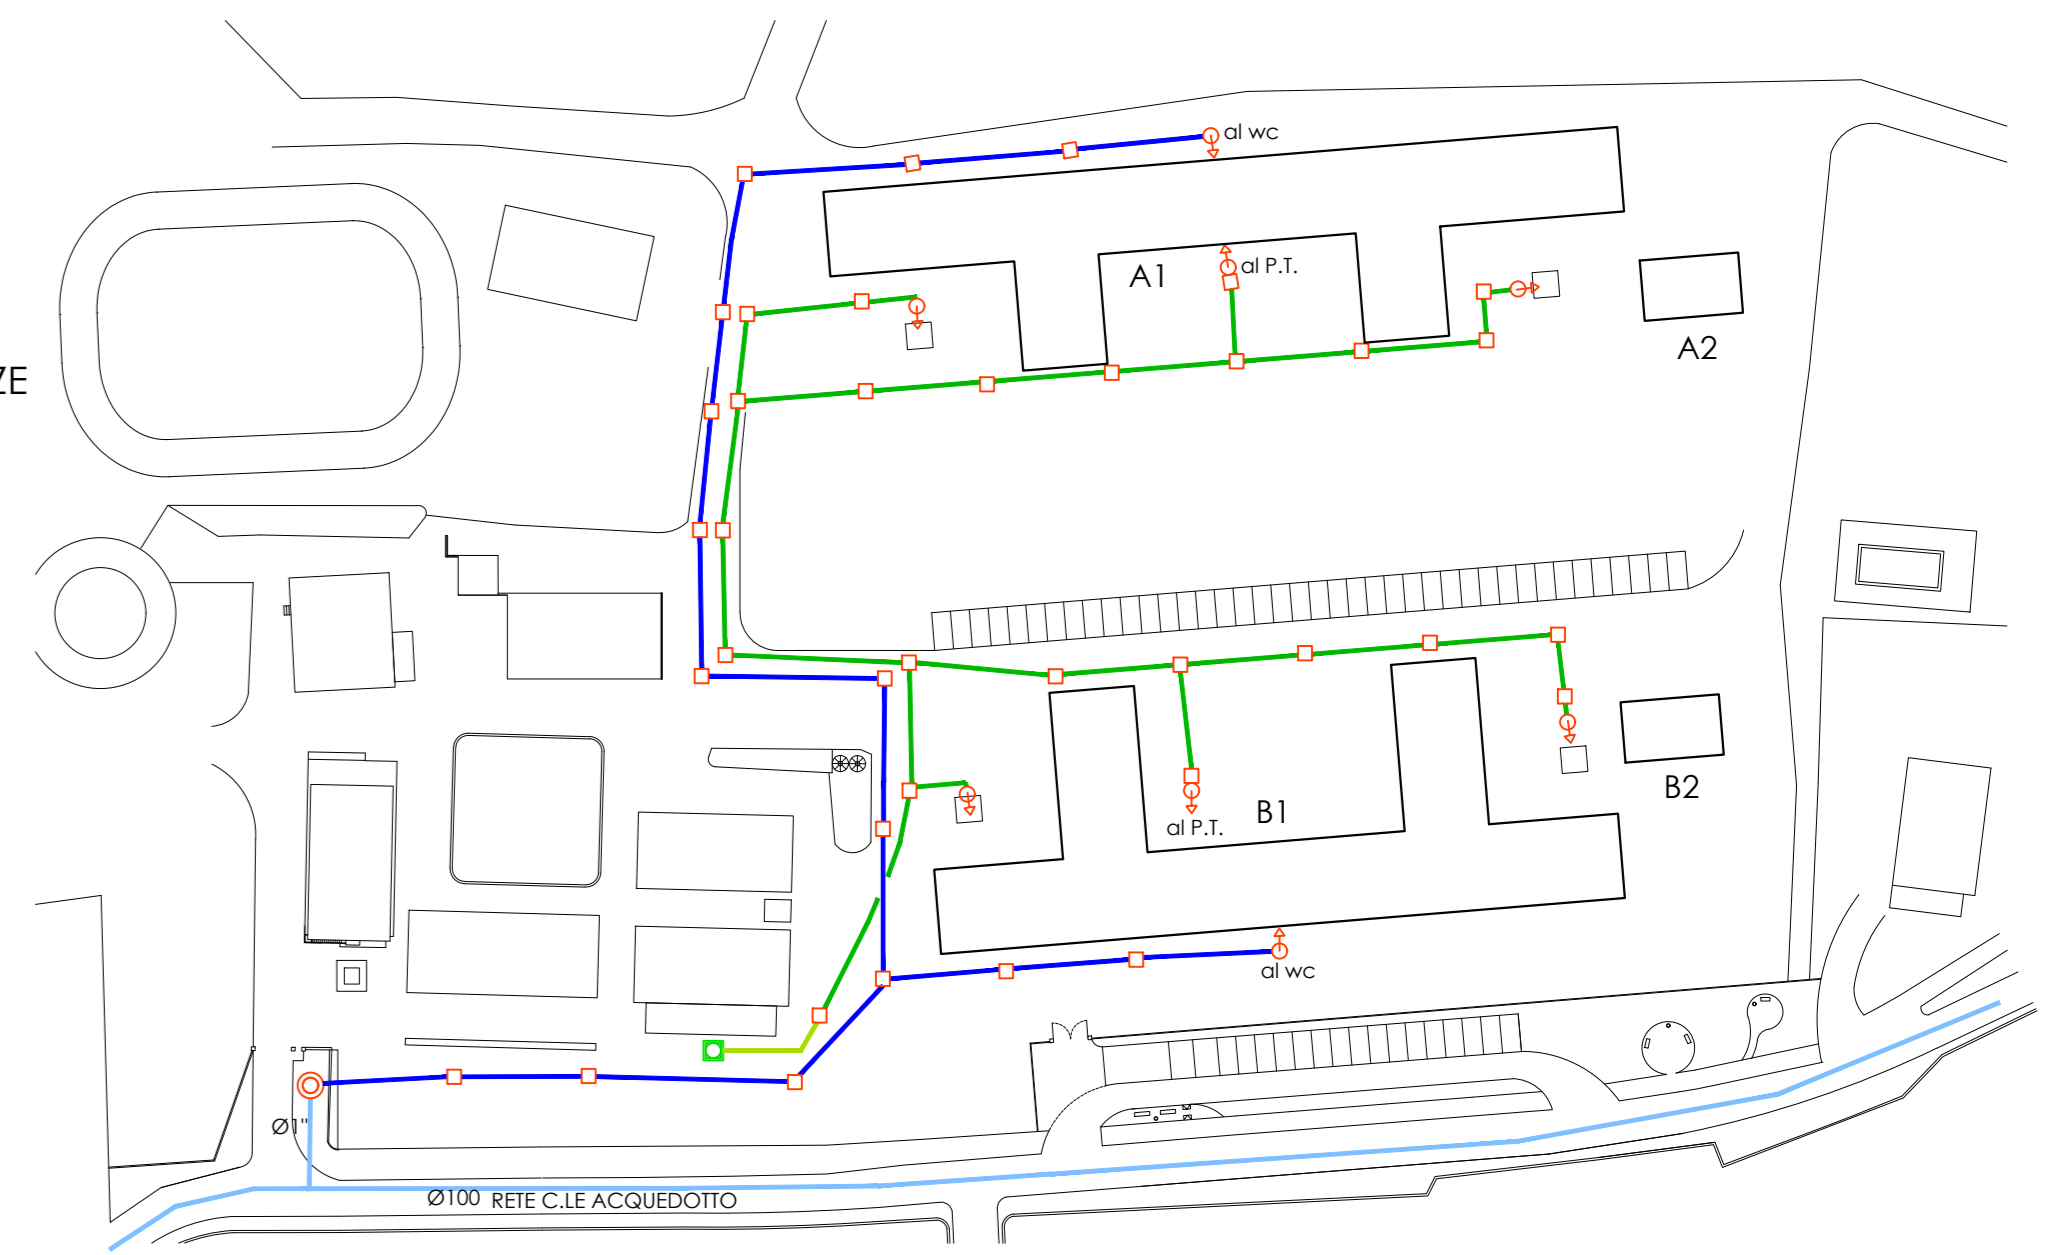 al wc
A1
al P.T.
A2
ZE
B2
B1
al P.T.
al wc
Ø1"
Ø100 RETE C.LE ACQUEDOTTO